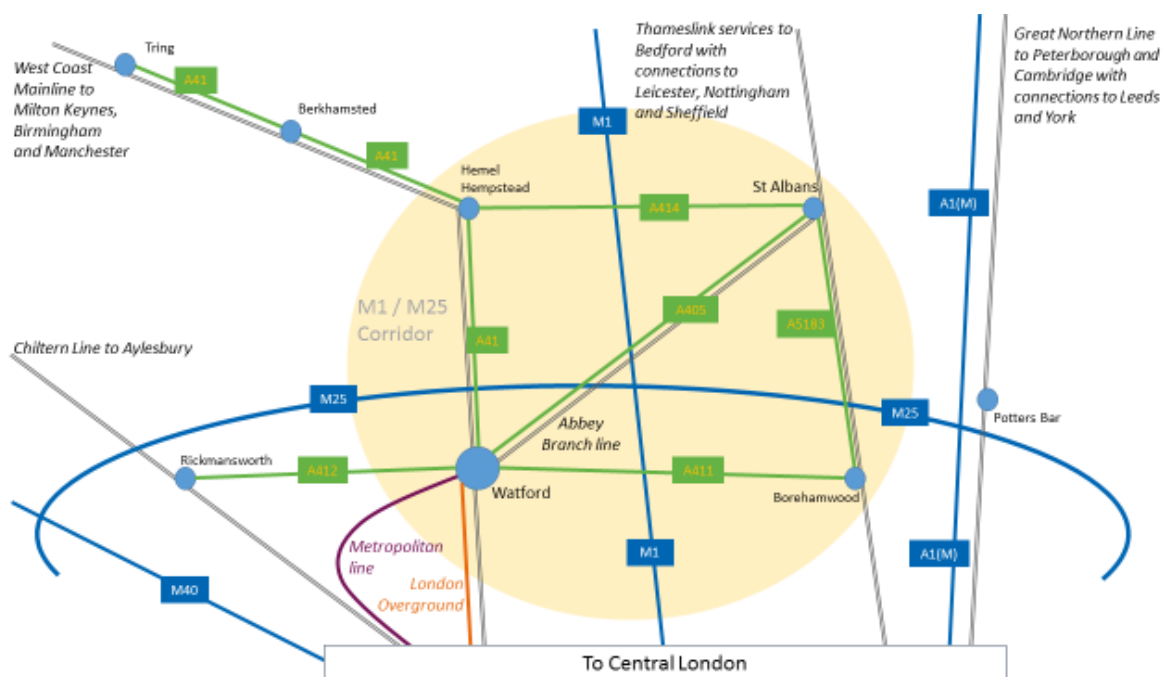 Tring
West Coast
Mainline to
Milton Keynes,
Birmingham
and Manchester
A41
Berkhamsted
A41
Hemel
Hempstead
Thameslink services to
Bedford with
connections to
Leicester, Nottingham
and Sheffield
M1
Great Northern Line
to Peterborough and
Cambridge with
connections to Leeds
and York
St Albans
A414
A1(M)
M1 / M25
Corridor
A405
A5183
A41
Chiltern Line to Aylesbury
M25
M25
Potters Bar
Abbey
Branch line
Rickmansworth
A412
A411
Watford
Borehamwood
Metropolitan
line
London
Overground
M1
A1(M)
M40
To Central London